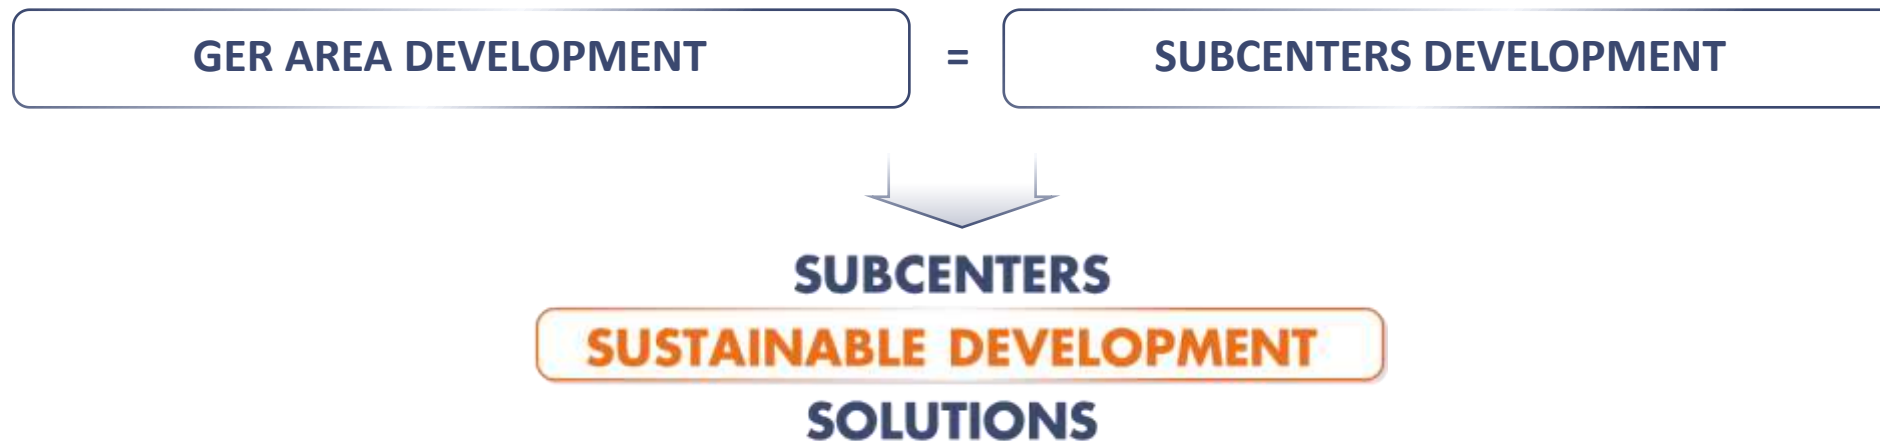 GER AREA DEVELOPMENT = SUBCENTERS DEVELOPMENT
SUBCENTERS
SUSTAINABLE DEVELOPMENT
SOLUTIONS